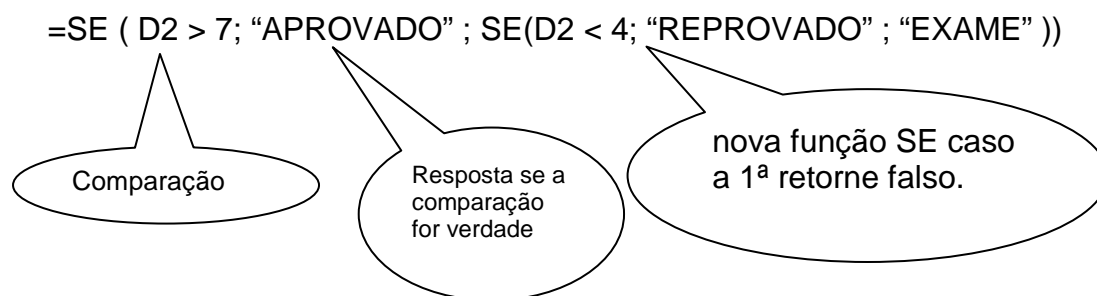 =SE ( D2 > 7; “APROVADO” ; SE(D2 < 4; “REPROVADO” ; “EXAME” ))
Comparação
Resposta se a
comparação
for verdade
nova função SE caso
a 1ª retorne falso.